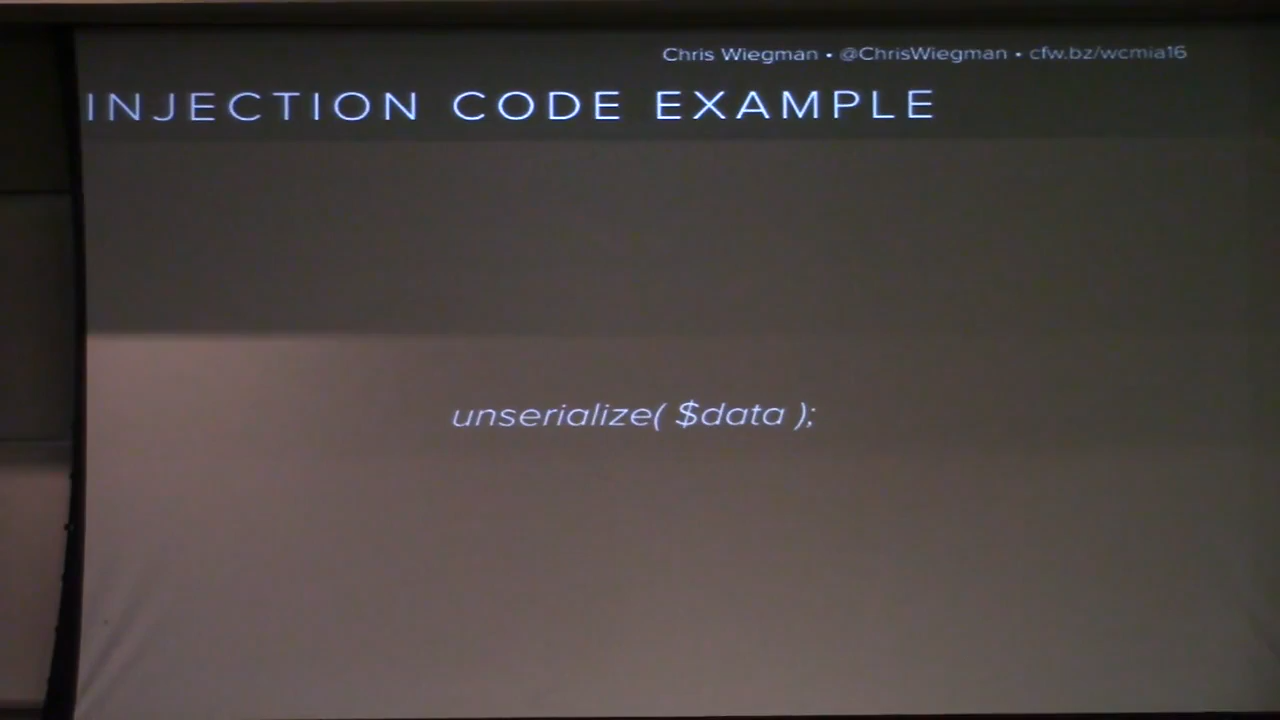 Chris Wiegman • @ChrisWiegman • cfw.bz/wcmia16
INJECTION CODE EXAMPLE
unserialize( $data );